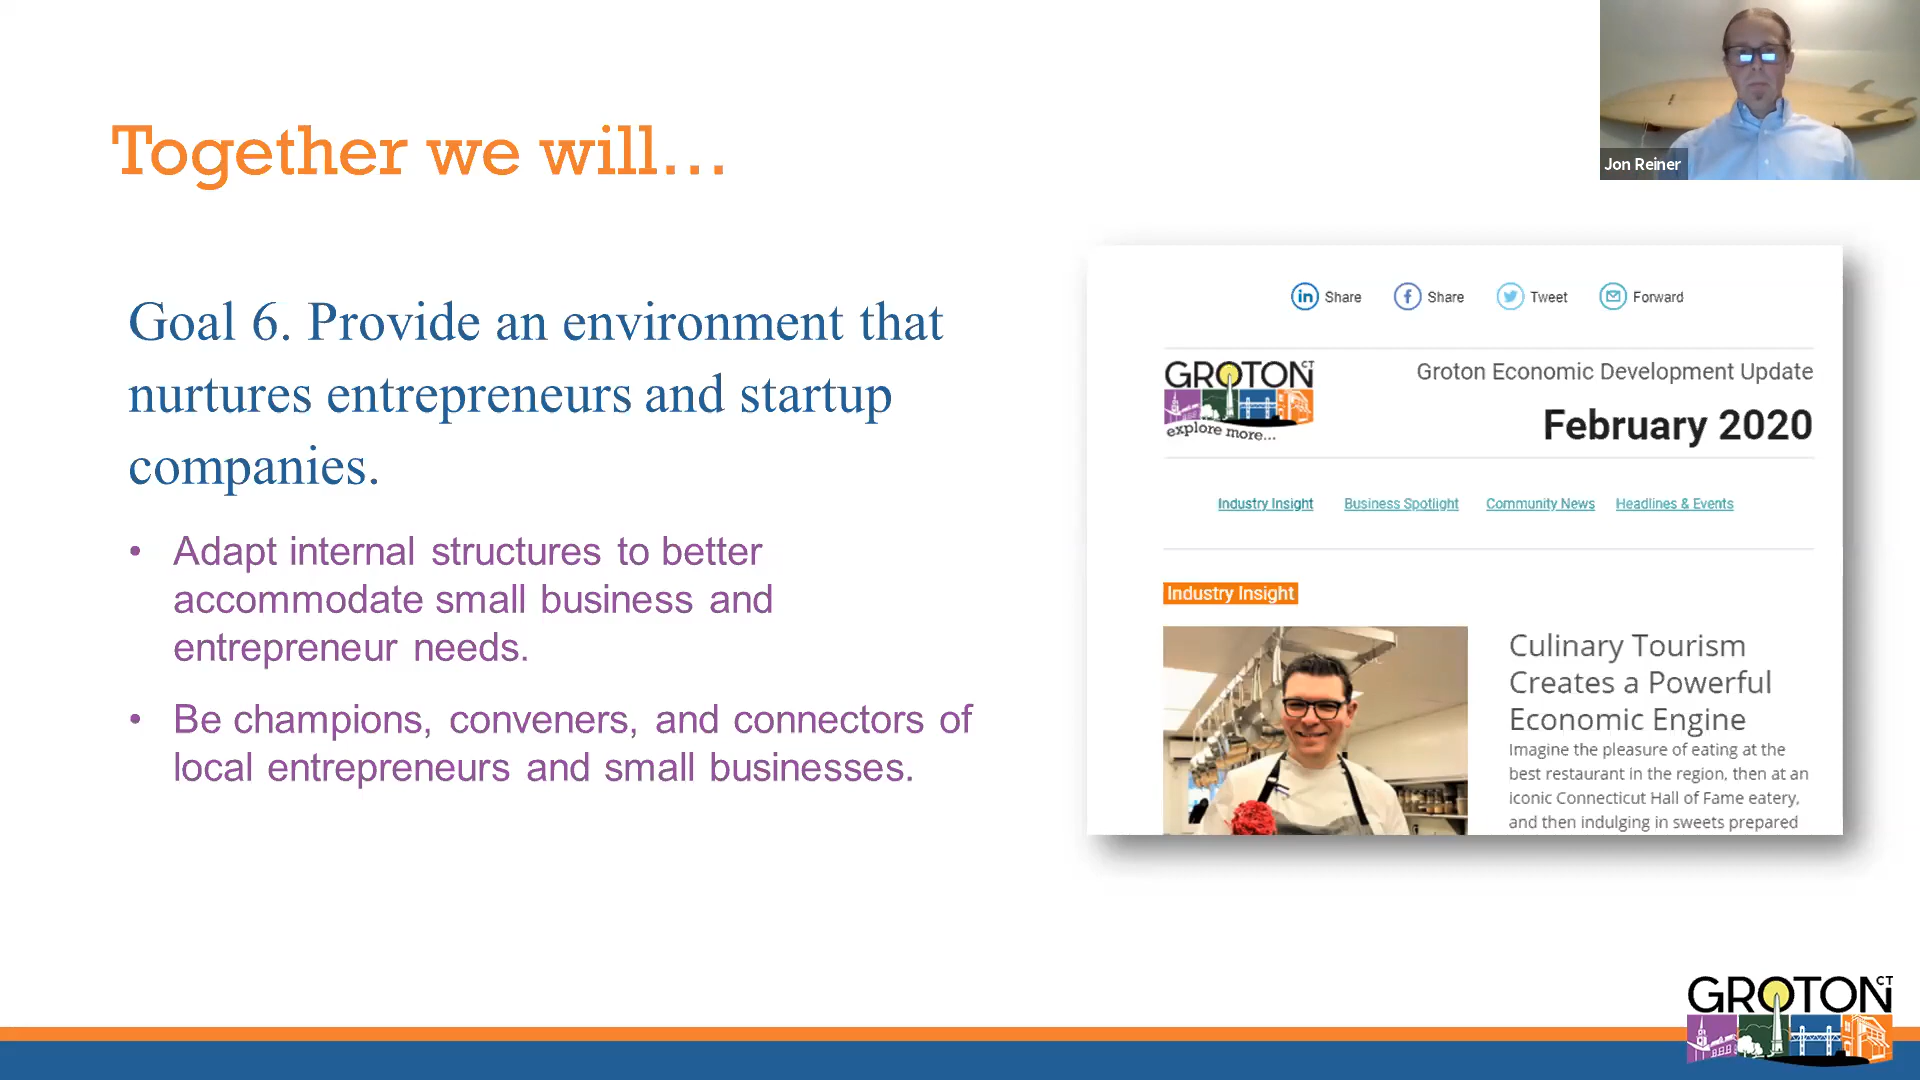 Together we will...
Jon Reiner
Goal 6. Provide an environment that
nurtures entrepreneurs and startup
companies.
• Adapt internal structures to better
accommodate small business and
entrepreneur needs.
• Be champions, conveners, and connectors of
local entrepreneurs and small businesses.
in Share f Share Tweet Forward
GROTON CT
explore more...
Groton Economic Development Update
February 2020
Industry Insight Business Spotlight Community News Headlines & Events
Industry Insight
Culinary Tourism
Creates a Powerful
Economic Engine
Imagine the pleasure of eating at the
best restaurant in the region, then at an
iconic Connecticut Hall of Fame eatery,
and then indulging in sweets prepared
GROTON CT